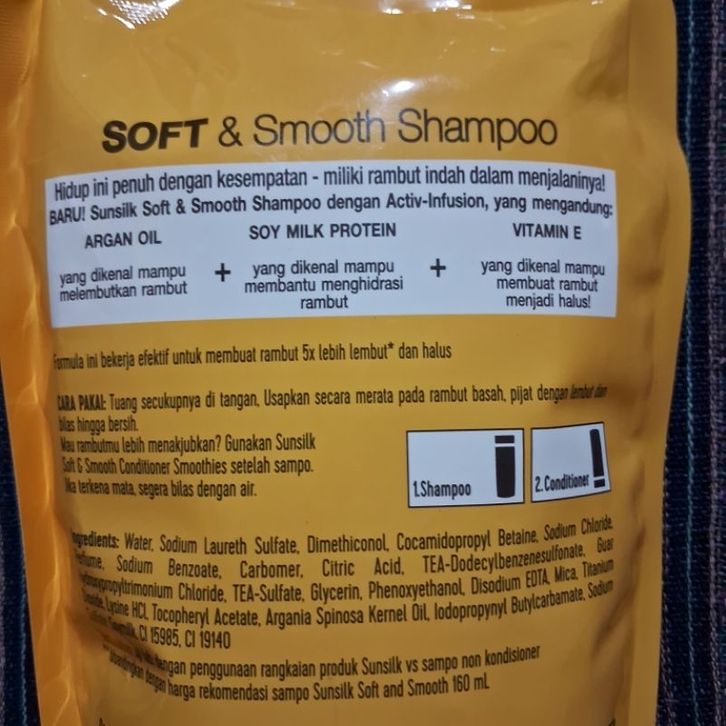 SOFT & Smooth Shampoo
Hidup ini penuh dengan kesempatan - miliki rambut indah dalam menjalaninya!
BARU! Sunsilk Soft & Smooth Shampoo dengan Activ-Infusion, yang mengandung:
ARGAN OIL
yang dikenal mampu
melembutkan rambut
+
SOY MILK PROTEIN
yang dikenal mampu
membantu menghidrasi
rambut
+
VITAMIN E
yang dikenal mampu
membuat rambut
menjadi halus!
Formula ini bekerja efektif untuk membuat rambut 5x lebih lembut* dan halus
CARA PAKAI: Tuang secukupnya di tangan, Usapkan secara merata pada rambut basah, pijat dengan lembut dan
bilas hingga bersih.
Mau rambutmu lebih menakjubkan? Gunakan Sunsilk
Soft & Smooth Conditioner Smoothies setelah sampo.
Jika terkena mata, segera bilas dengan air.
1.Shampoo
2.Conditioner
Ingredients: Water, Sodium Laureth Sulfate, Dimethiconol, Cocamidopropyl Betaine, Sodium Chloride,
Perfume, Sodium Benzoate, Carbomer, Citric Acid, TEA-Dodecylbenzenesulfonate, Guar
Hydroxypropyltrimonium Chloride, TEA-Sulfate, Glycerin, Phenoxyethanol, Disodium EDTA, Mica, Titanium
Dioxide, Lysine HCl, Tocopheryl Acetate, Argania Spinosa Kernel Oil, Iodopropynyl Butylcarbamate, Sodium
CI 15985, CI 19140
dengan penggunaan rangkaian produk Sunsilk vs sampo non kondisioner
dengan harga rekomendasi sampo Sunsilk Soft and Smooth 160 ml